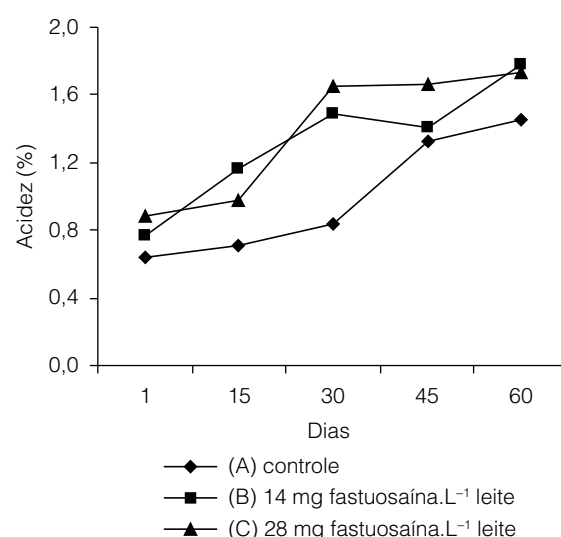 2,0
1,6
1,2
0,8
0,4
0,0
Acidez (%)
1 15 30 45 60
Dias
(A) controle
(B) 14 mg fastuosaína.L⁻¹ leite
(C) 28 mg fastuosaína.L⁻¹ leite